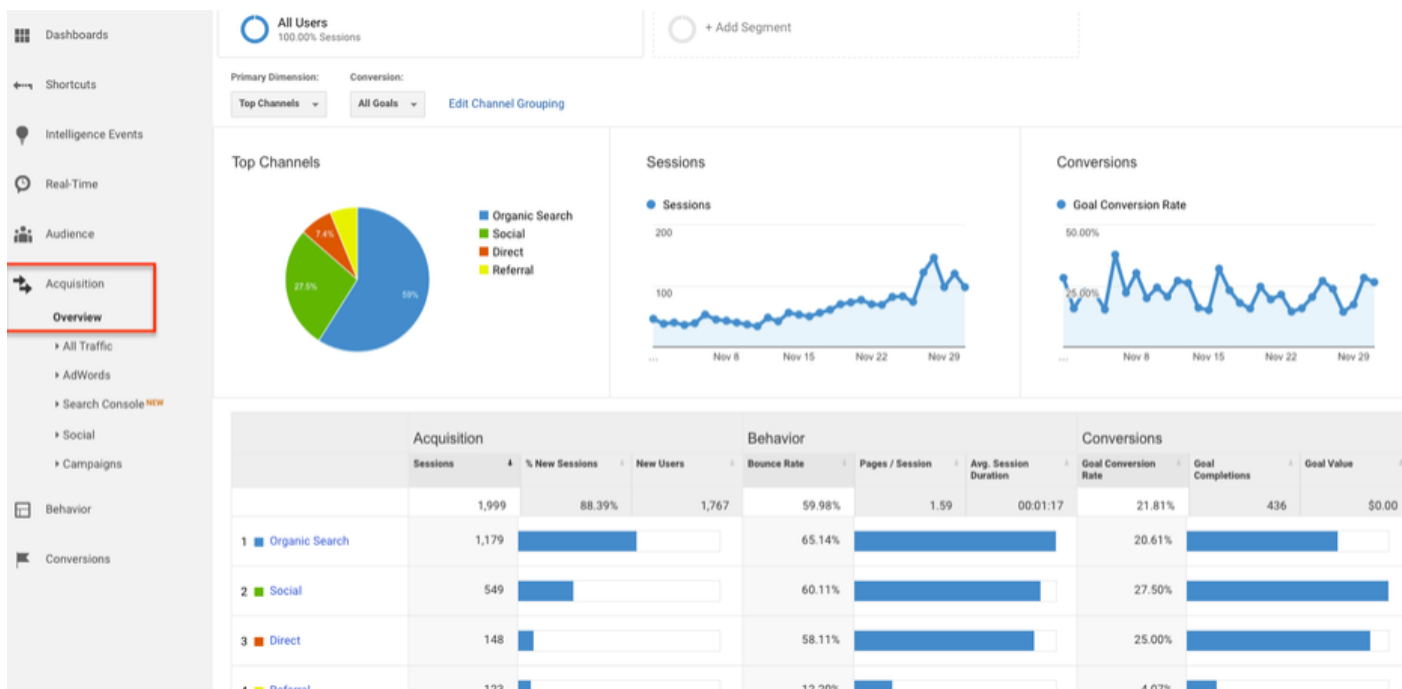 Dashboards
Shortcuts
Intelligence Events
Real-Time
Audience
Acquisition
Overview
All Traffic
AdWords
Search Console NEW
Social
Campaigns
Behavior
Conversions
All Users
100.00% Sessions
+ Add Segment
Primary Dimension: Conversion:
Top Channels All Goals Edit Channel Grouping
Top Channels
7.4%
27.5%
59%
Organic Search
Social
Direct
Referral
Sessions
Sessions
200
100
... Nov 8 Nov 15 Nov 22 Nov 29
Conversions
Goal Conversion Rate
50.00%
25.00%
... Nov 8 Nov 15 Nov 22 Nov 29
Acquisition Behavior Conversions
Sessions % New Sessions New Users Bounce Rate Pages / Session Avg. Session Duration Goal Conversion Rate Goal Completions Goal Value
1,999 88.39% 1,767 59.98% 1.59 00:01:17 21.81% 436 $0.00
1 Organic Search 1,179 65.14% 20.61%
2 Social 549 60.11% 27.50%
3 Direct 148 58.11% 25.00%
4 Referral 123 4.07%